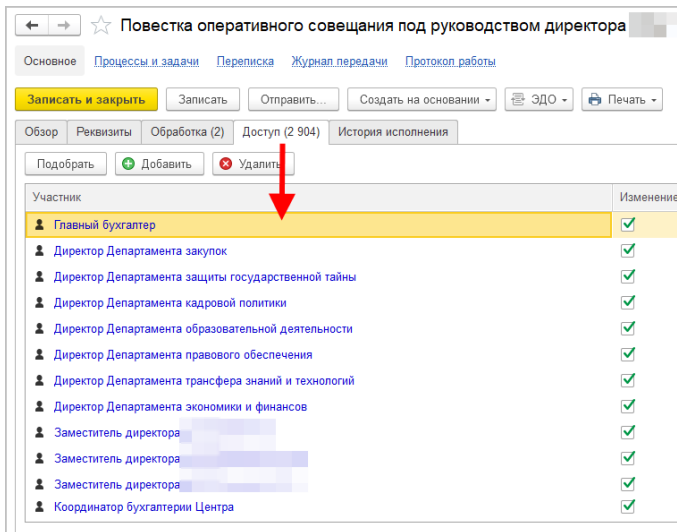 Повестка оперативного совещания под руководством директора
Основное Процессы и задачи Переписка Журнал передачи Протокол работы
Записать и закрыть Записать Отправить... Создать на основании ЭДО Печать
Обзор Реквизиты Обработка (2) Доступ (2 904) История исполнения
Подобрать Добавить Удалить
Участник Изменение
Главный бухгалтер
Директор Департамента закупок
Директор Департамента защиты государственной тайны
Директор Департамента кадровой политики
Директор Департамента образовательной деятельности
Директор Департамента правового обеспечения
Директор Департамента трансфера знаний и технологий
Директор Департамента экономики и финансов
Заместитель директора
Заместитель директора
Заместитель директора
Координатор бухгалтерии Центра